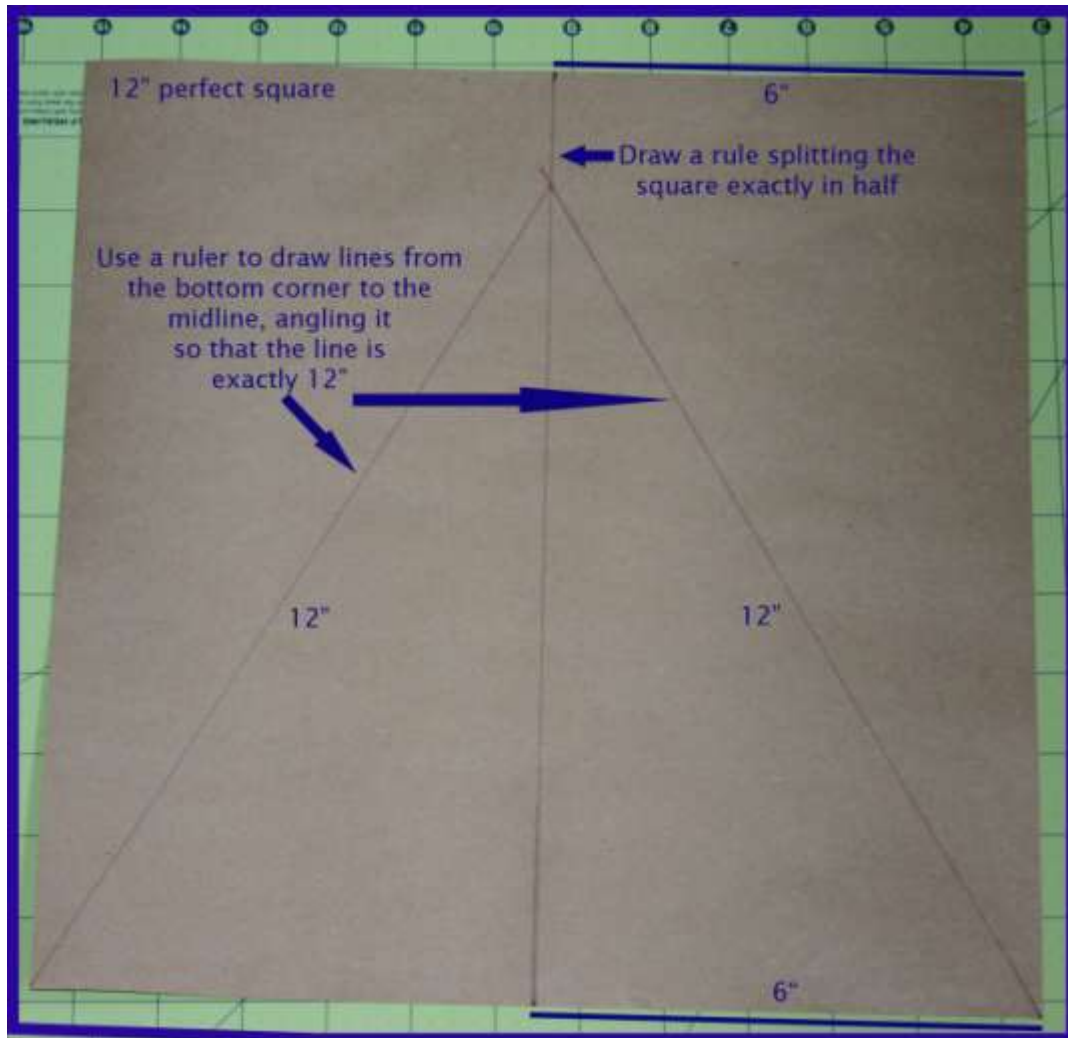 12" perfect square
6"
Draw a rule splitting the
square exactly in half
Use a ruler to draw lines from
the bottom corner to the
midline, angling it
so that the line is
exactly 12"
12"
12"
6"